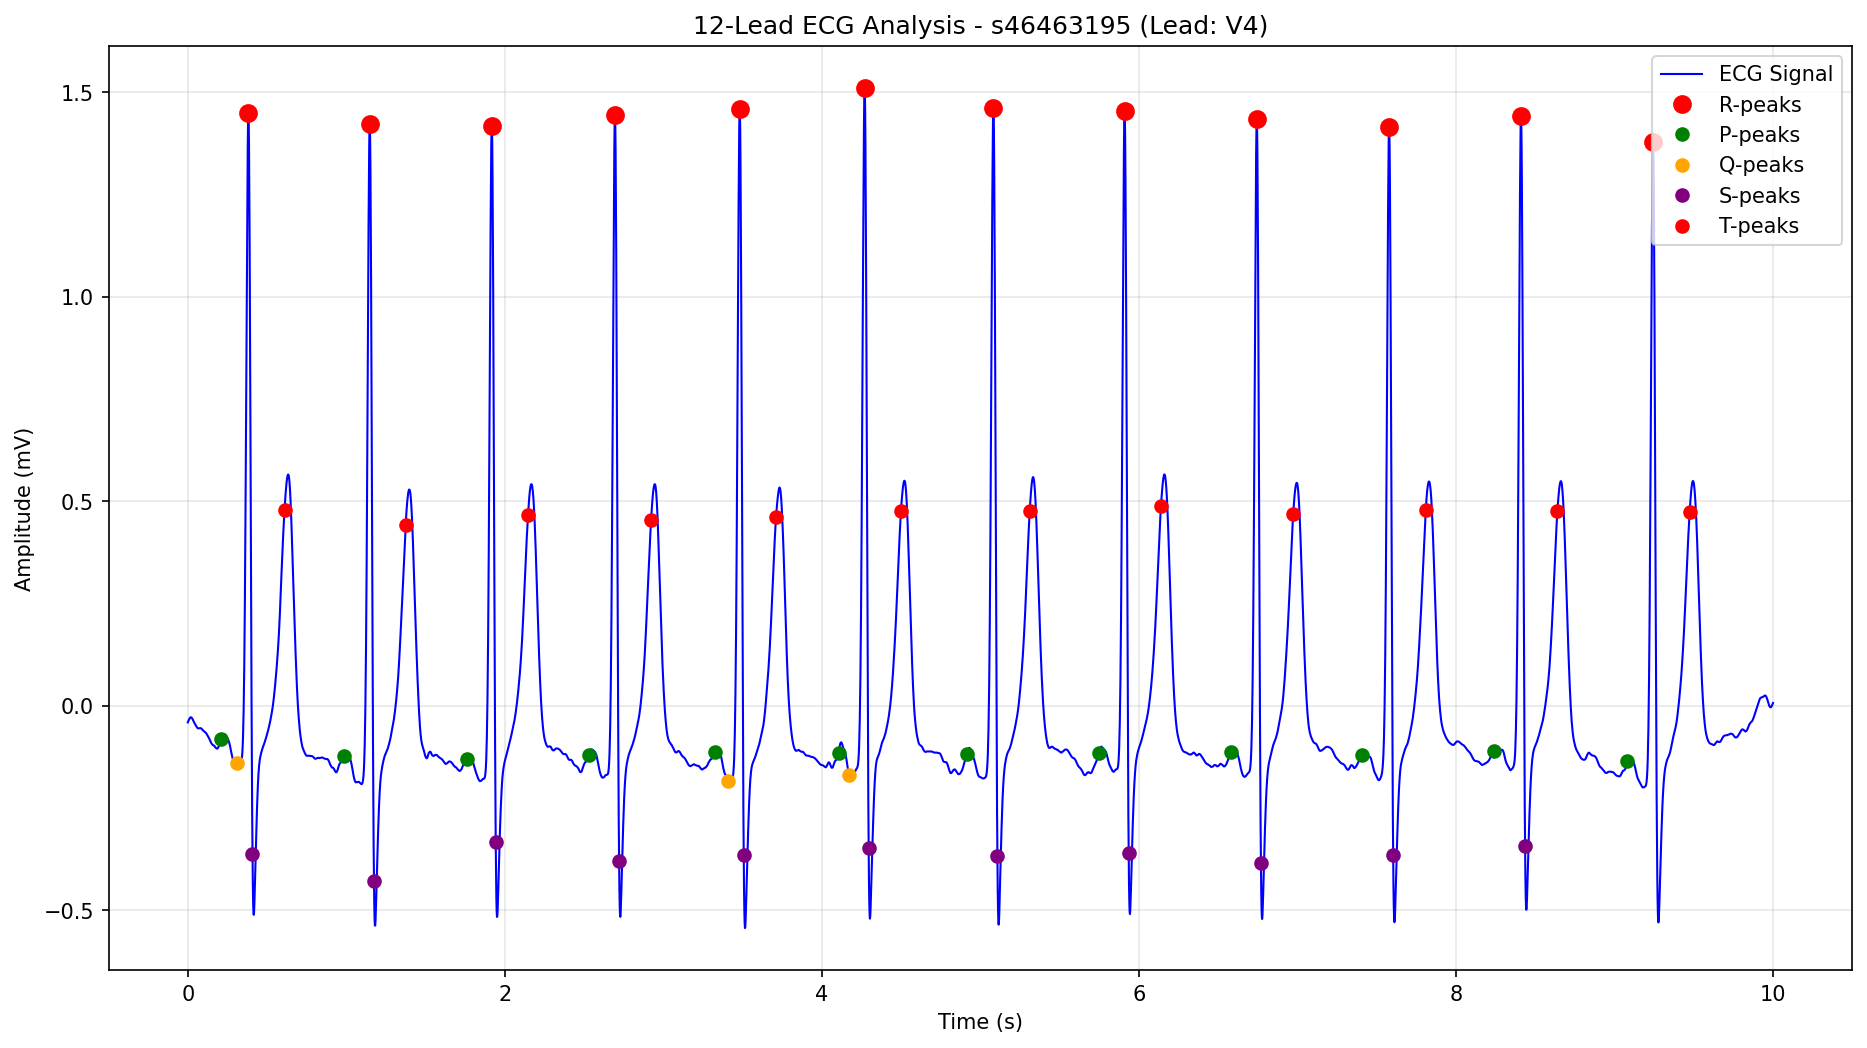 12-Lead ECG Analysis - s46463195 (Lead: V4)
ECG Signal
R-peaks
P-peaks
Q-peaks
S-peaks
T-peaks
1.5
1.0
0.5
0.0
−0.5
Amplitude (mV)
0 2 4 6 8 10
Time (s)